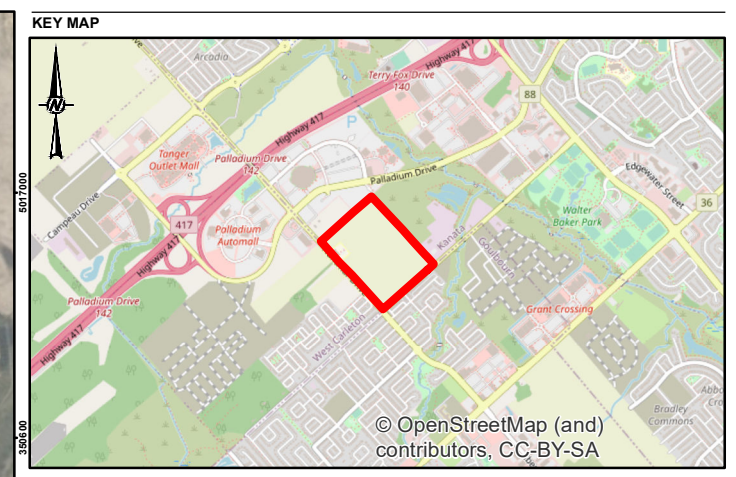 KEY MAP
Arcadia
Terry Fox Drive
140
Highway 417
88
N
Highway 417
P
Tanger
Outlet Mall
Palladium Drive
142
Palladium Drive
Edgewater Street
5017000
Campeau Drive
36
Walter
Baker Park
417
Palladium
Automall
Kanata
Goulbourn
Highway 417
Palladium Drive
142
Grant Crossing
West Carleton
Highway 417
350600
Bradley
Commons
© OpenStreetMap (and)
contributors, CC-BY-SA